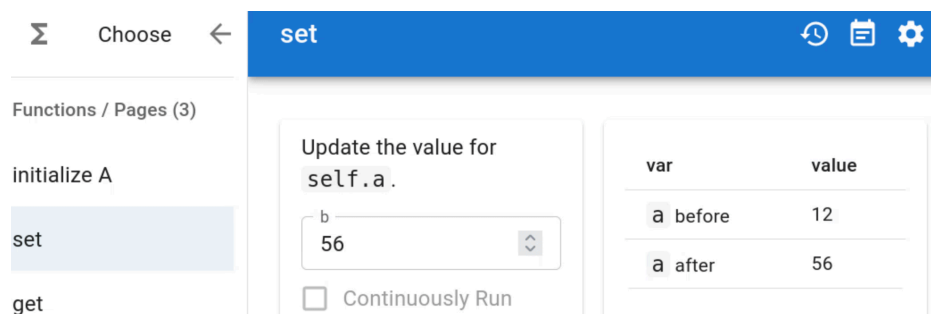 Σ Choose ←
set
Functions / Pages (3)
initialize A
set
get
Update the value for
self.a.
b
56
Continuously Run
var value
a before 12
a after 56